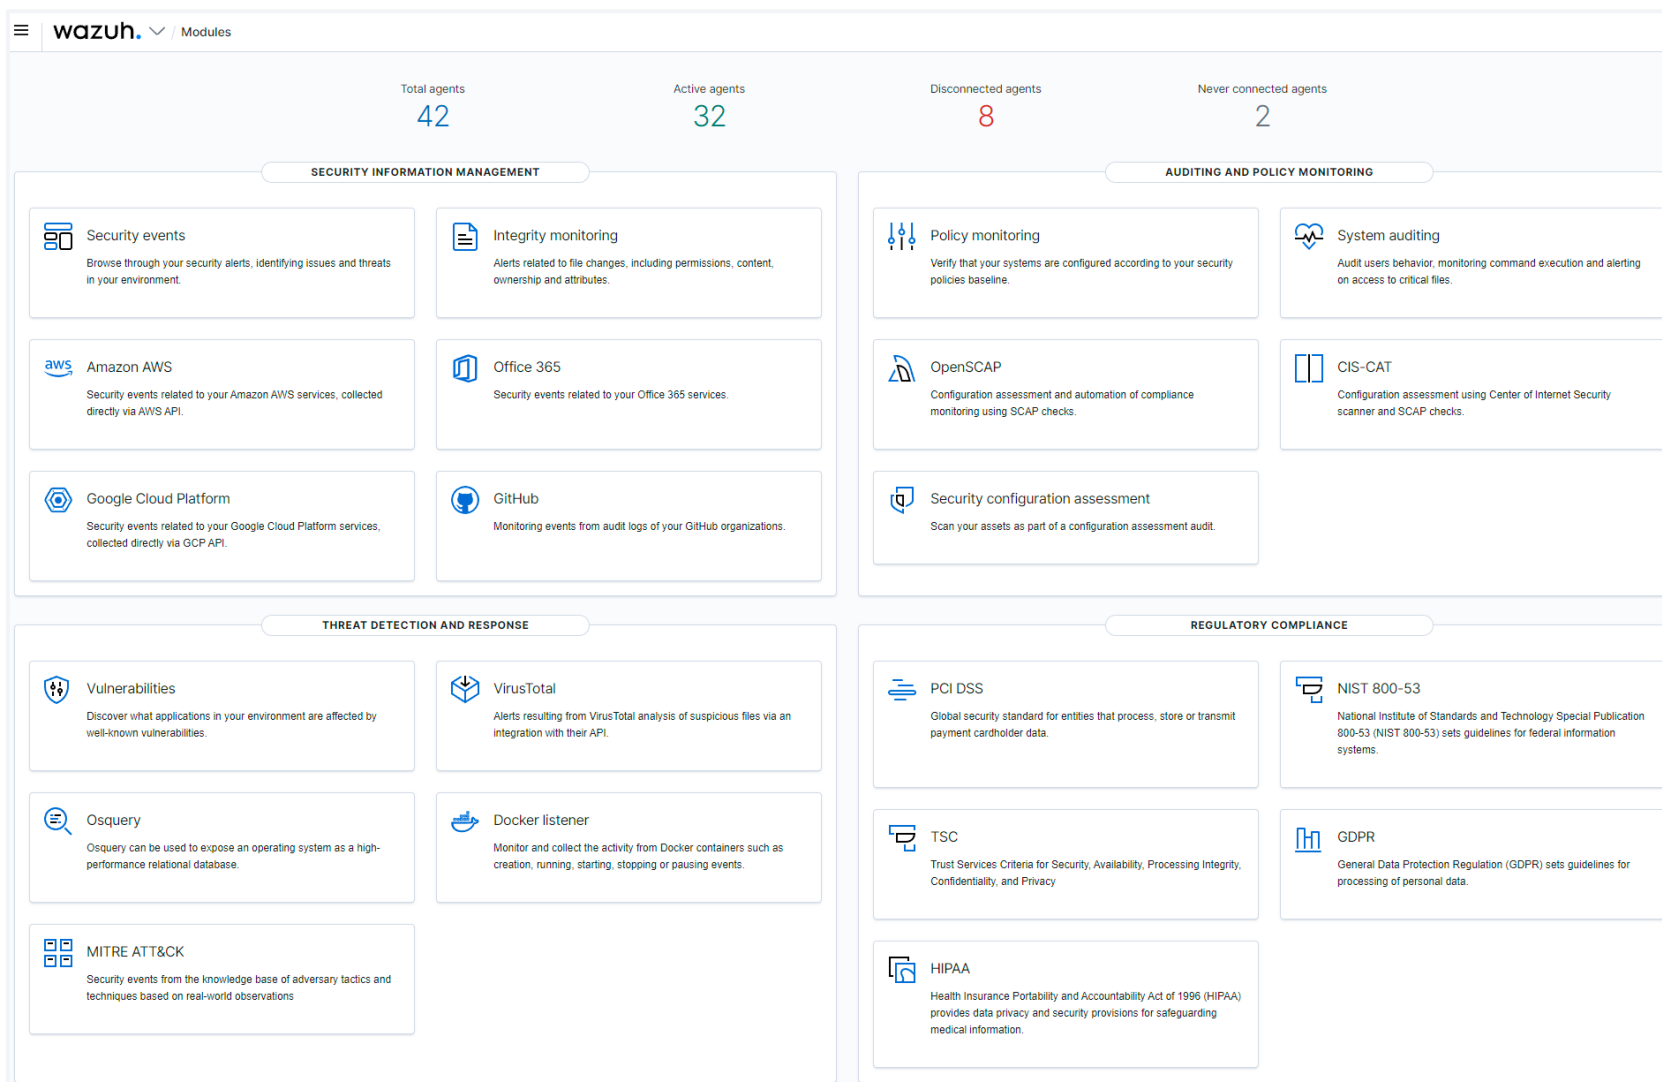 wazuh.
/ Modules
Total agents
42
Active agents
32
Disconnected agents
8
Never connected agents
2
SECURITY INFORMATION MANAGEMENT
Security events
Browse through your security alerts, identifying issues and threats
in your environment.
Integrity monitoring
Alerts related to file changes, including permissions, content,
ownership and attributes.
aws
Amazon AWS
Security events related to your Amazon AWS services, collected
directly via AWS API.
Office 365
Security events related to your Office 365 services.
Google Cloud Platform
Security events related to your Google Cloud Platform services,
collected directly via GCP API.
GitHub
Monitoring events from audit logs of your GitHub organizations.
AUDITING AND POLICY MONITORING
Policy monitoring
Verify that your systems are configured according to your security
policies baseline.
System auditing
Audit users behavior, monitoring command execution and alerting
on access to critical files.
OpenSCAP
Configuration assessment and automation of compliance
monitoring using SCAP checks.
CIS-CAT
Configuration assessment using Center of Internet Security
scanner and SCAP checks.
Security configuration assessment
Scan your assets as part of a configuration assessment audit.
THREAT DETECTION AND RESPONSE
Vulnerabilities
Discover what applications in your environment are affected by
well-known vulnerabilities.
VirusTotal
Alerts resulting from VirusTotal analysis of suspicious files via an
integration with their API.
Osquery
Osquery can be used to expose an operating system as a high-
performance relational database.
Docker listener
Monitor and collect the activity from Docker containers such as
creation, running, starting, stopping or pausing events.
MITRE ATT&CK
Security events from the knowledge base of adversary tactics and
techniques based on real-world observations
REGULATORY COMPLIANCE
PCI DSS
Global security standard for entities that process, store or transmit
payment cardholder data.
NIST 800-53
National Institute of Standards and Technology Special Publication
800-53 (NIST 800-53) sets guidelines for federal information
systems.
TSC
Trust Services Criteria for Security, Availability, Processing Integrity,
Confidentiality, and Privacy
GDPR
General Data Protection Regulation (GDPR) sets guidelines for
processing of personal data.
HIPAA
Health Insurance Portability and Accountability Act of 1996 (HIPAA)
provides data privacy and security provisions for safeguarding
medical information.